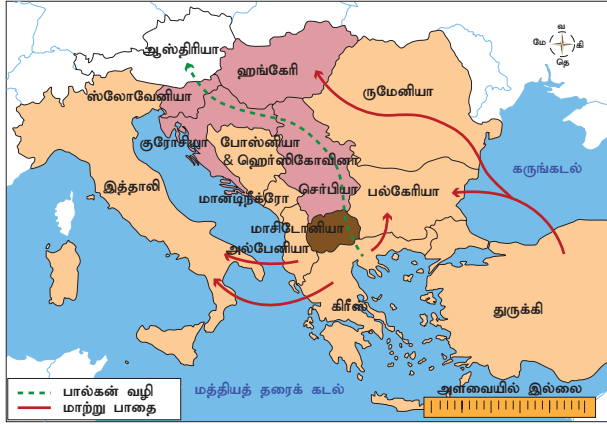 வ
மே கி
தெ
ஆஸ்திரியா
ஹங்கேரி
ருமேனியா
ஸ்லோவேனியா
குரோசியா
போஸ்னியா
& ஹெர்ஸிகோவினா
கருங்கடல்
இத்தாலி
செர்பியா
பல்கேரியா
மான்டிநீக்ரோ
மாசிடோனியா
அல்பேனியா
கிரீஸ்
துருக்கி
பால்கன் வழி
மாற்று பாதை
மத்தியத் தரைக் கடல்
அளவையில் இல்லை